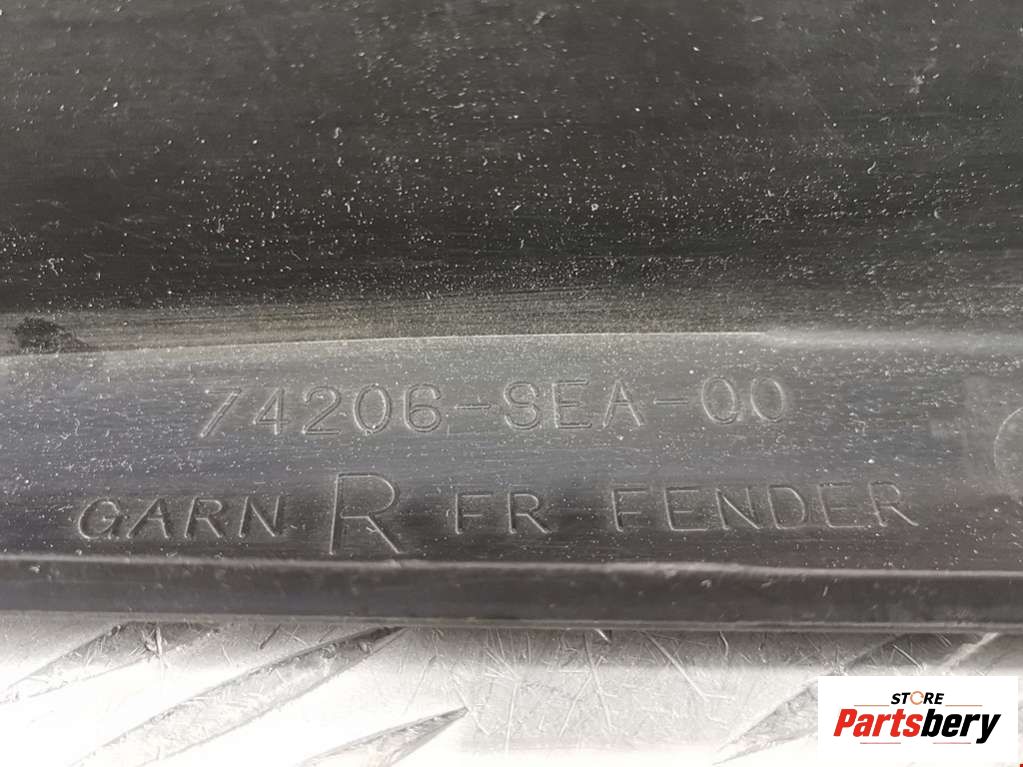 74206-SEA-00
GARN R FR FENDER
STORE
Partsbery